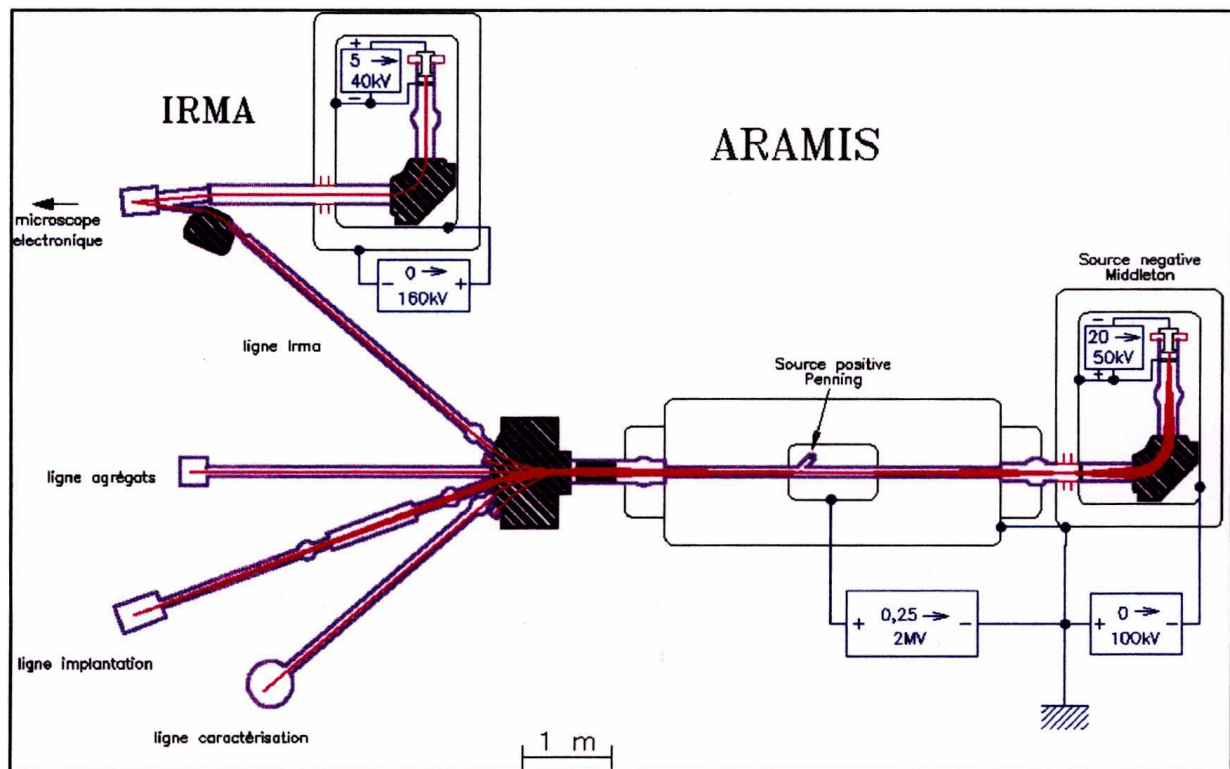 IRMA
ARAMIS
+
5 →
40kV
−
microscope
electronique
0 →
− +
160kV
Source negative
Middleton
−
20 →
50kV
+
ligne Irma
Source positive
Penning
ligne agrégats
0,25 →
+ −
2MV
0 →
+ −
100kV
ligne implantation
ligne caractérisation
1 m